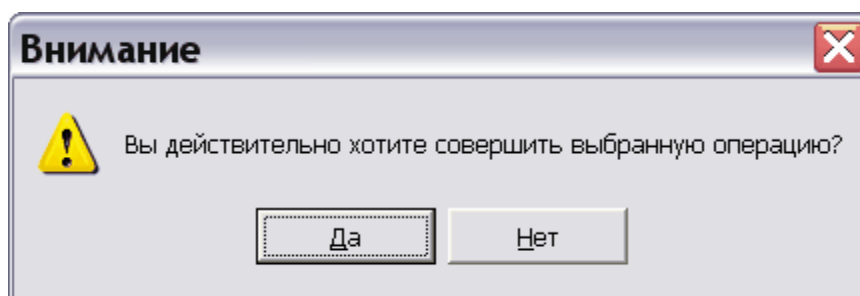 Внимание
Вы действительно хотите совершить выбранную операцию?
Да
Нет